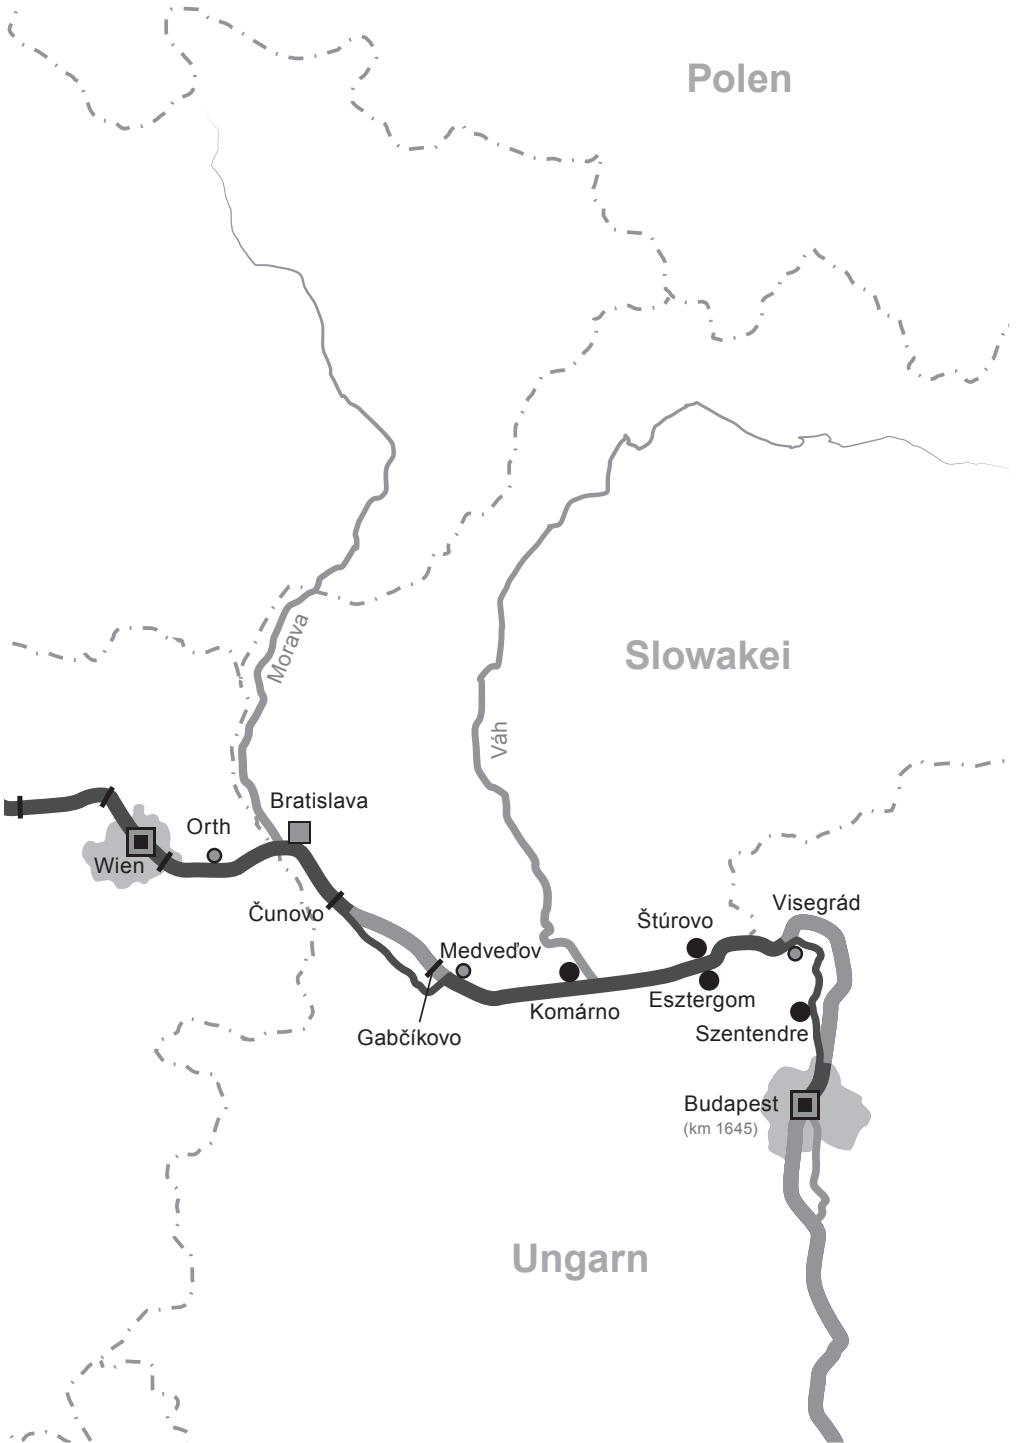 Polen
Morava
Slowakei
Váh
Bratislava
Orth
Wien
Čunovo
Visegrád
Štúrovo
Medveďov
Esztergom
Komárno
Szentendre
Gabčíkovo
Budapest
(km 1645)
Ungarn